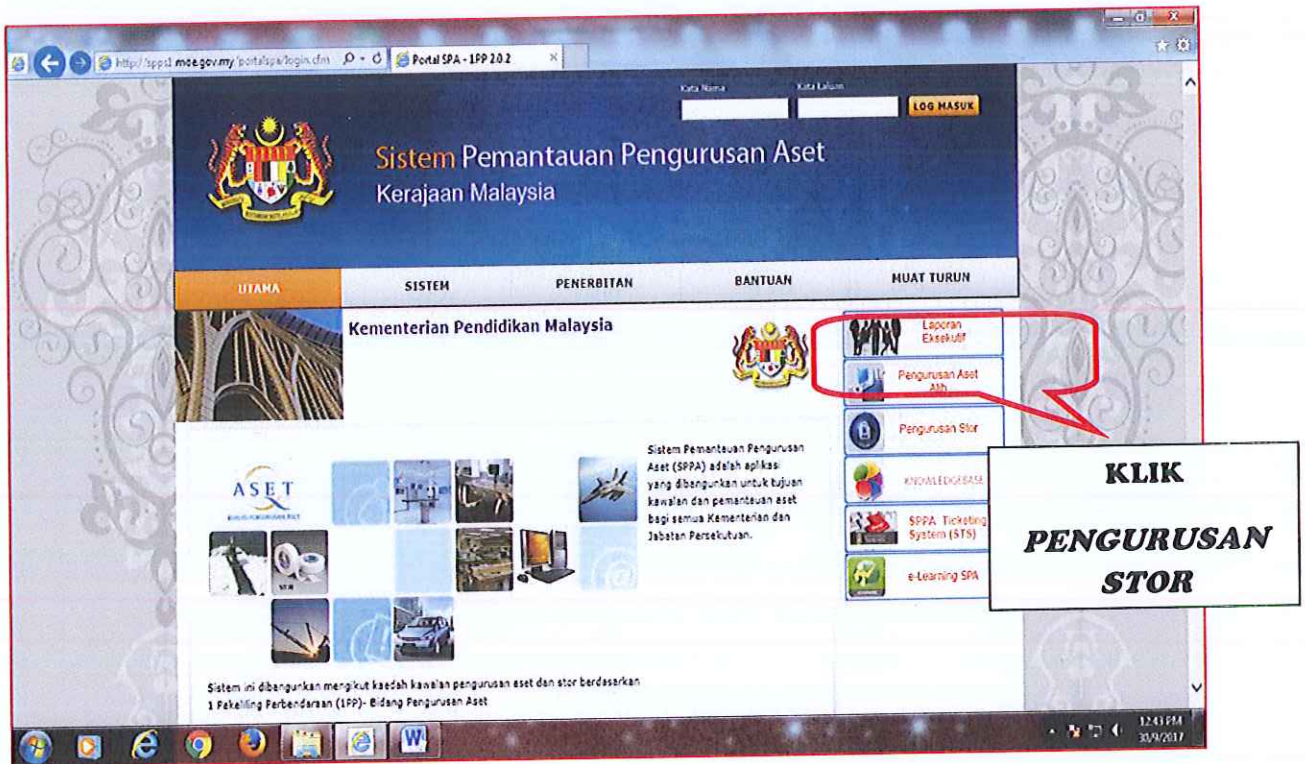 http://spps1.moe.gov.my/portalspa/login.cfm
Portal SPA - 1PP 2.0.2
Kata Nama
Kata Laluan
LOG MASUK
Sistem Pemantauan Pengurusan Aset
Kerajaan Malaysia
UTAMA
SISTEM
PENERBITAN
BANTUAN
MUAT TURUN
Kementerian Pendidikan Malaysia
Laporan
Eksekutif
Pengurusan Aset
Alih
Pengurusan Stor
KNOWLEDGEBASE
SPPA Ticketing
System (STS)
e-Learning SPA
KLIK
PENGURUSAN
STOR
ASET
Sistem Pemantauan Pengurusan
Aset (SPPA) adalah aplikasi
yang dibangunkan untuk tujuan
kawalan dan pemantauan aset
bagi semua Kementerian dan
Jabatan Persekutuan.
Sistem ini dibangunkan mengikut kaedah kawalan pengurusan aset dan stor berdasarkan
1 Pekeliling Perbendaraan (1PP)- Bidang Pengurusan Aset
12:43 PM
30/9/2017